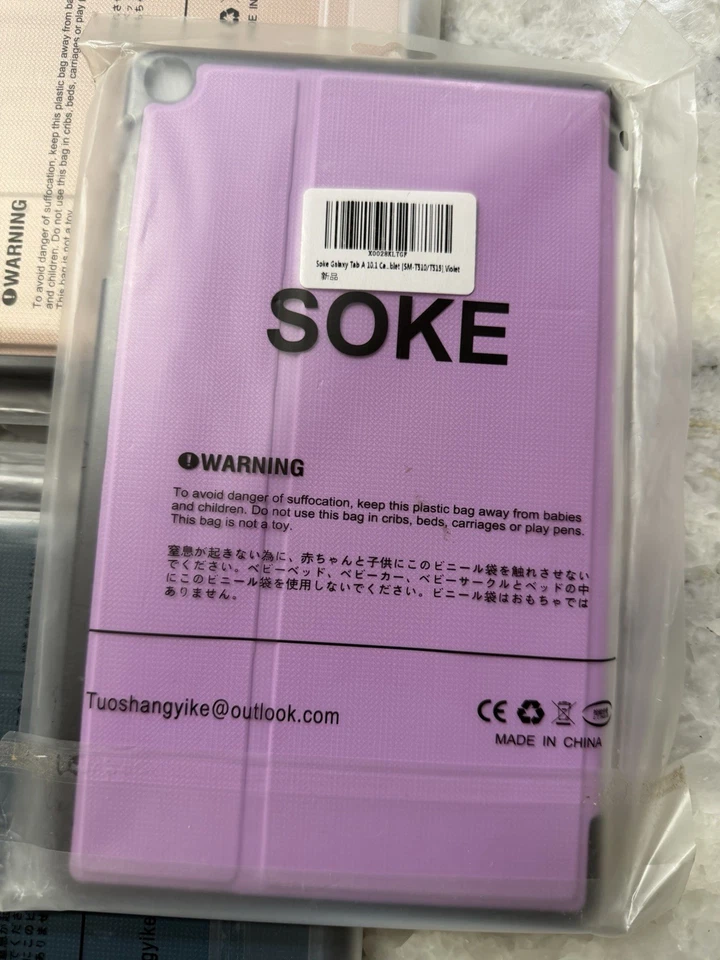 X0028KLTGF
Soke Galaxy Tab A 10.1 Ca...blet [SM-T510/T515] Violet
新品
SOKE
WARNING
To avoid danger of suffocation, keep this plastic bag away from babies
and children. Do not use this bag in cribs, beds, carriages or play pens.
This bag is not a toy.
窒息が起きない為に、赤ちゃんと子供にこのビニール袋を触れさせない
でください。ベビーベッド、ベビーカー、ベビーサークルとベッドの中
にこのビニール袋を使用しないでください。ビニール袋はおもちゃでは
ありません。
Tuoshangyike@outlook.com
CE
MADE IN CHINA
WARNING
To avoid danger of suffocation, keep this plastic bag away from
and children. Do not use this bag in cribs, beds, carriages or play
This bag is not a toy
gyike